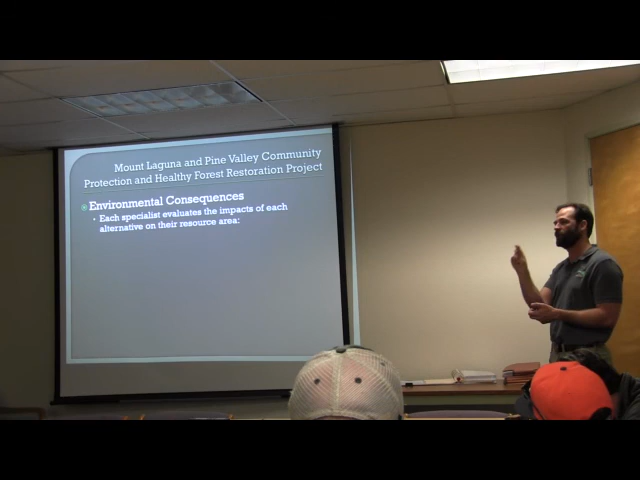 Mount Laguna and Pine Valley Community
Protection and Healthy Forest Restoration Project
Environmental Consequences
Each specialist evaluates the impacts of each
alternative on their resource area: